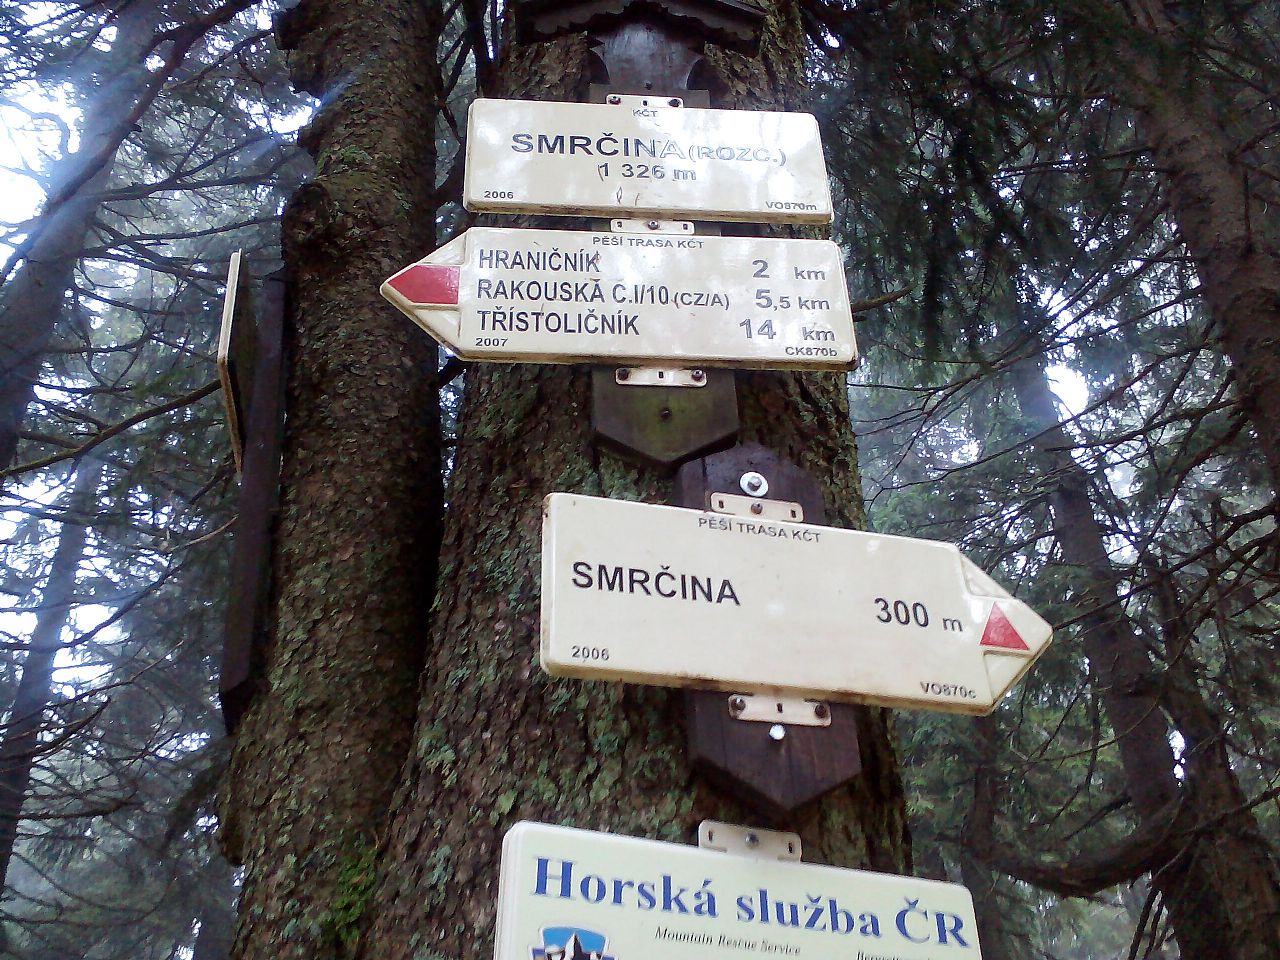 KČT
SMRČINA (ROZC.)
1 326 m
2006 VO870m
PĚŠÍ TRASA KČT
HRANIČNÍK 2 km
RAKOUSKÁ Č.I/10 (CZ/A) 5,5 km
TŘÍSTOLIČNÍK 14 km
2007 CK870b
PĚŠÍ TRASA KČT
SMRČINA 300 m
2006 VO870c
Horská služba ČR
Mountain Rescue Service